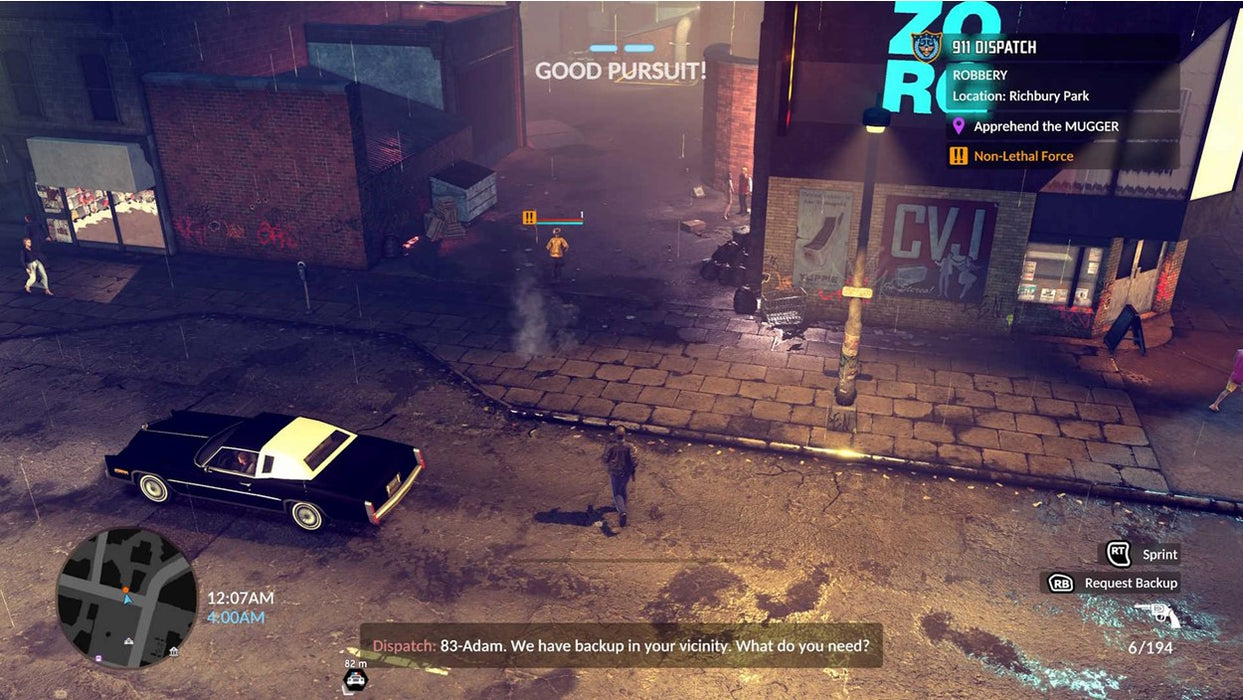 ZO
RO
911 DISPATCH
ROBBERY
Location: Richbury Park
GOOD PURSUIT!
Apprehend the MUGGER
!! Non-Lethal Force
!! 1
CVJ
YUPPIE
RT Sprint
RB Request Backup
12:07AM
4:00AM
6/194
Dispatch: 83-Adam. We have backup in your vicinity. What do you need?
82 m